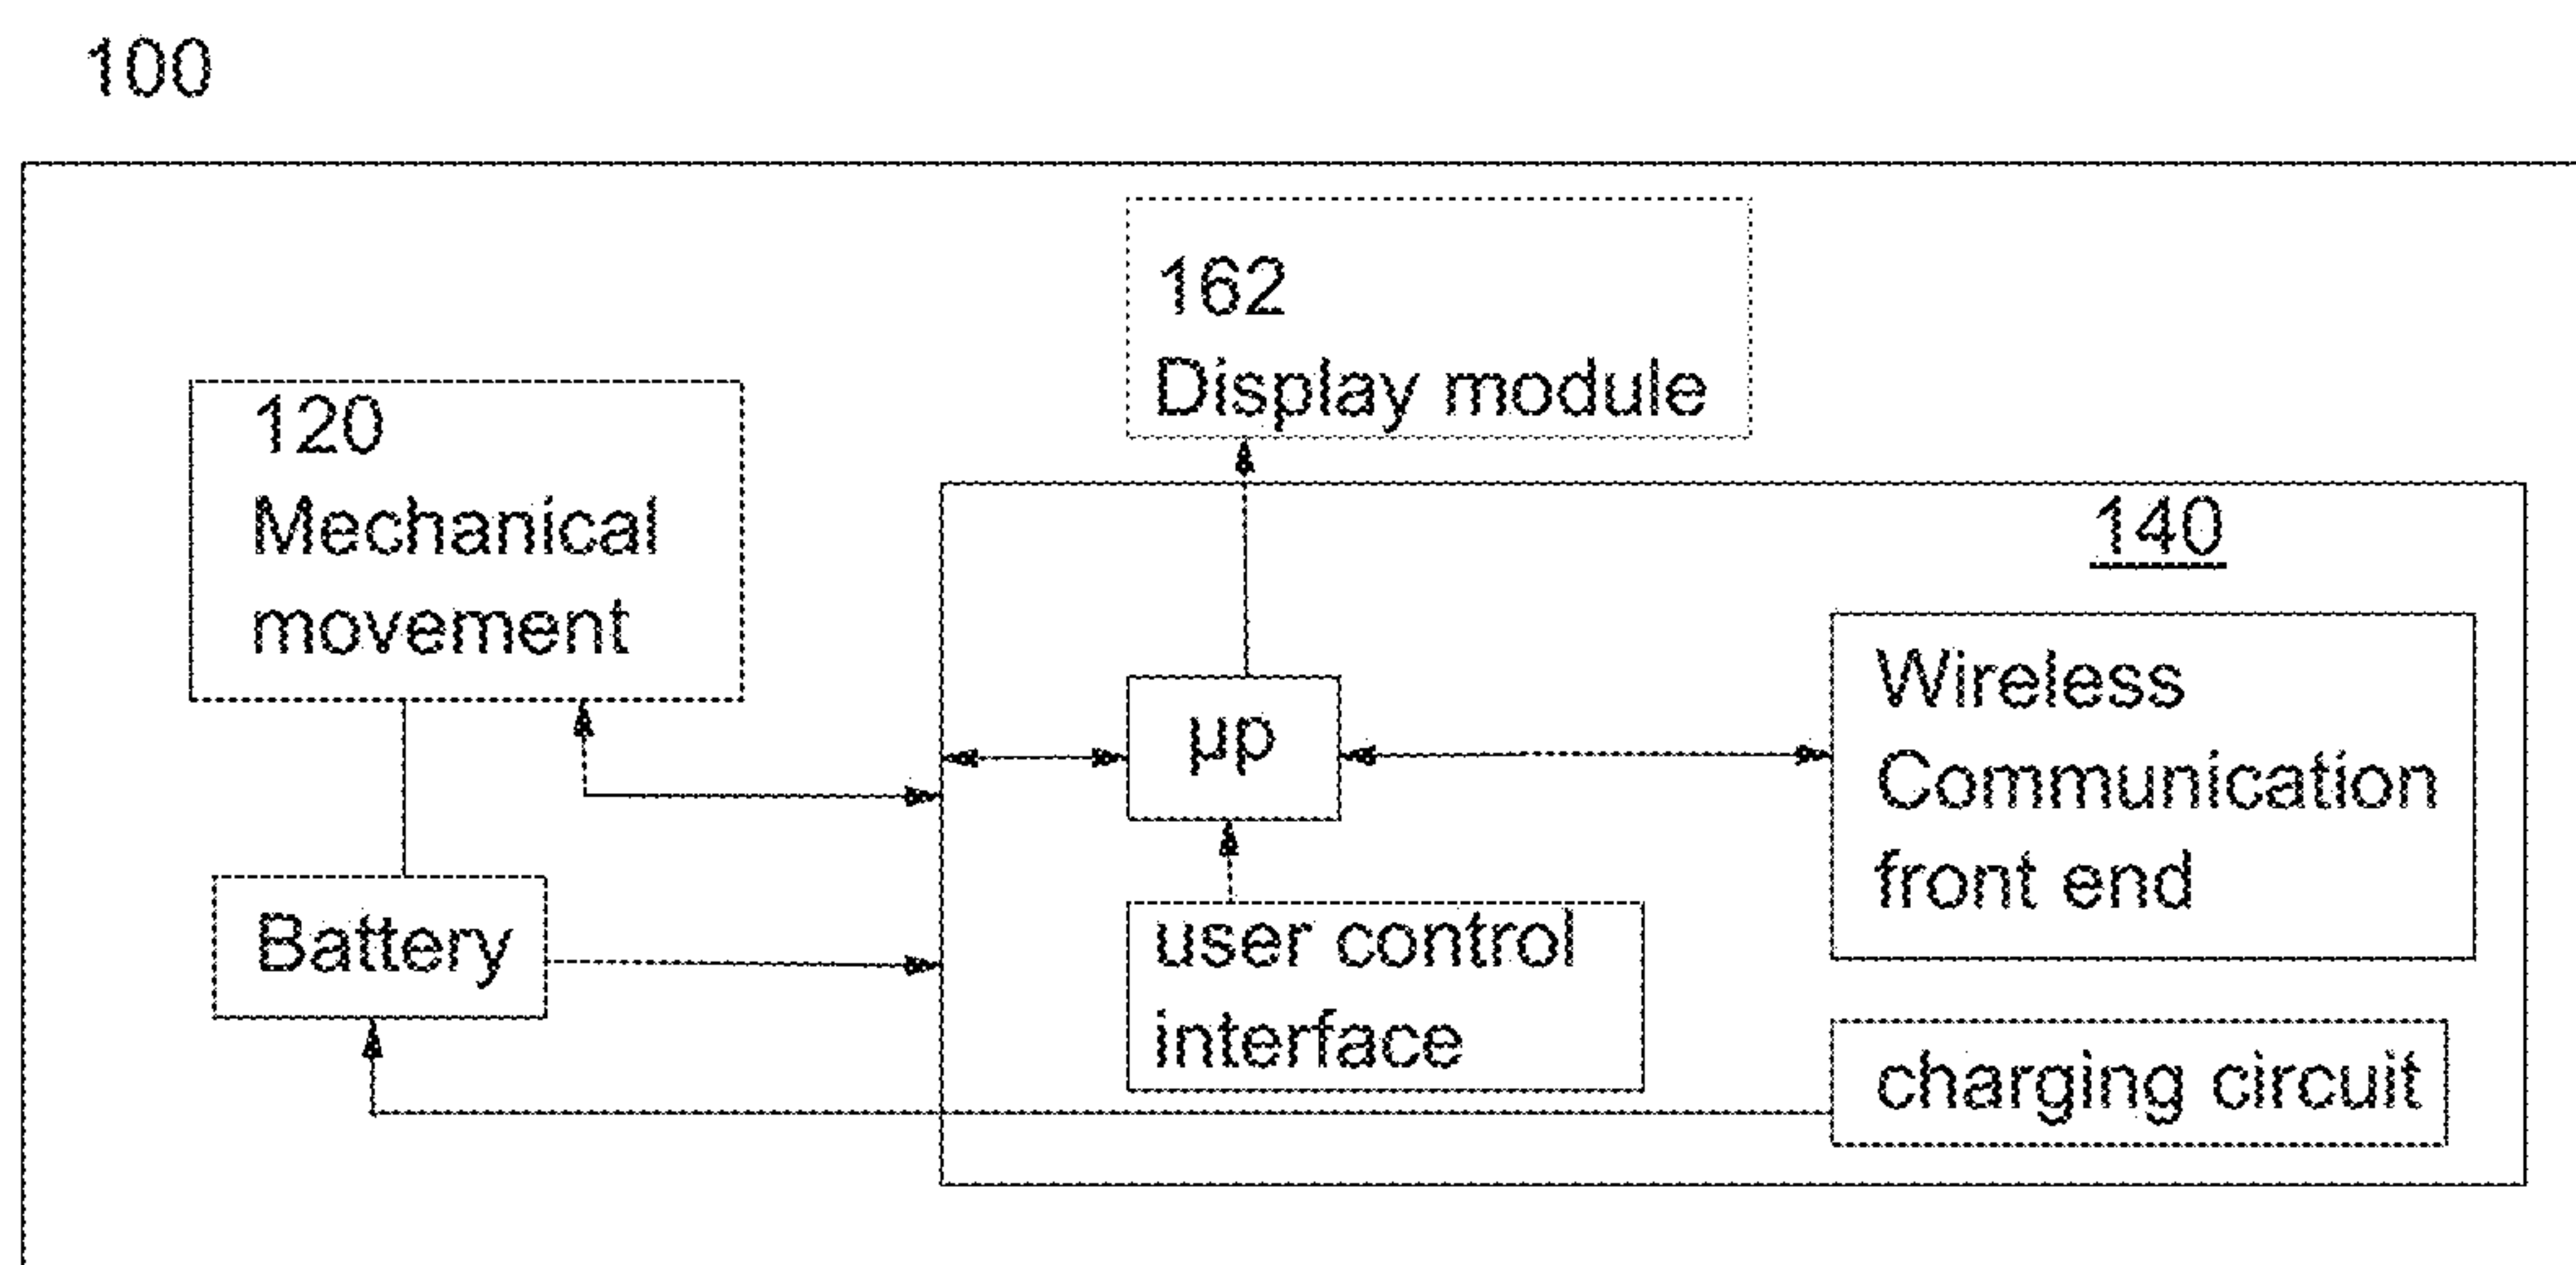 100
162
Display module
120
Mechanical
movement
140
Wireless
Communication
front end
µp
Battery
user control
interface
charging circuit